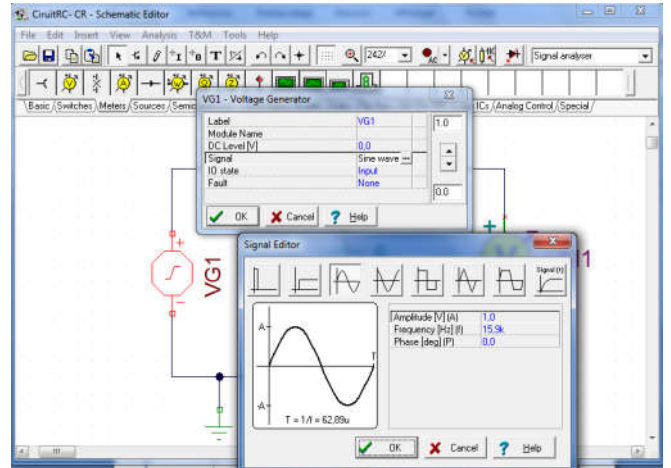 CiruitRC- CR - Schematic Editor
File Edit Insert View Analysis T&M Tools Help
Signal analyser
Basic Switches Meters Sources ICs Analog Control Special
VG1 - Voltage Generator
Label VG1
Module Name
DC Level [V] 0,0
Signal Sine wave ...
IO state Input
Fault None
1.0
0.0
OK Cancel ? Help
VG1
Signal Editor
Signal (t)
Amplitude [V] (A) 1.0
Frequency [Hz] (f) 15,9k
Phase [deg] (P) 0.0
A
T
-A
T = 1/f = 62,89u
OK Cancel ? Help